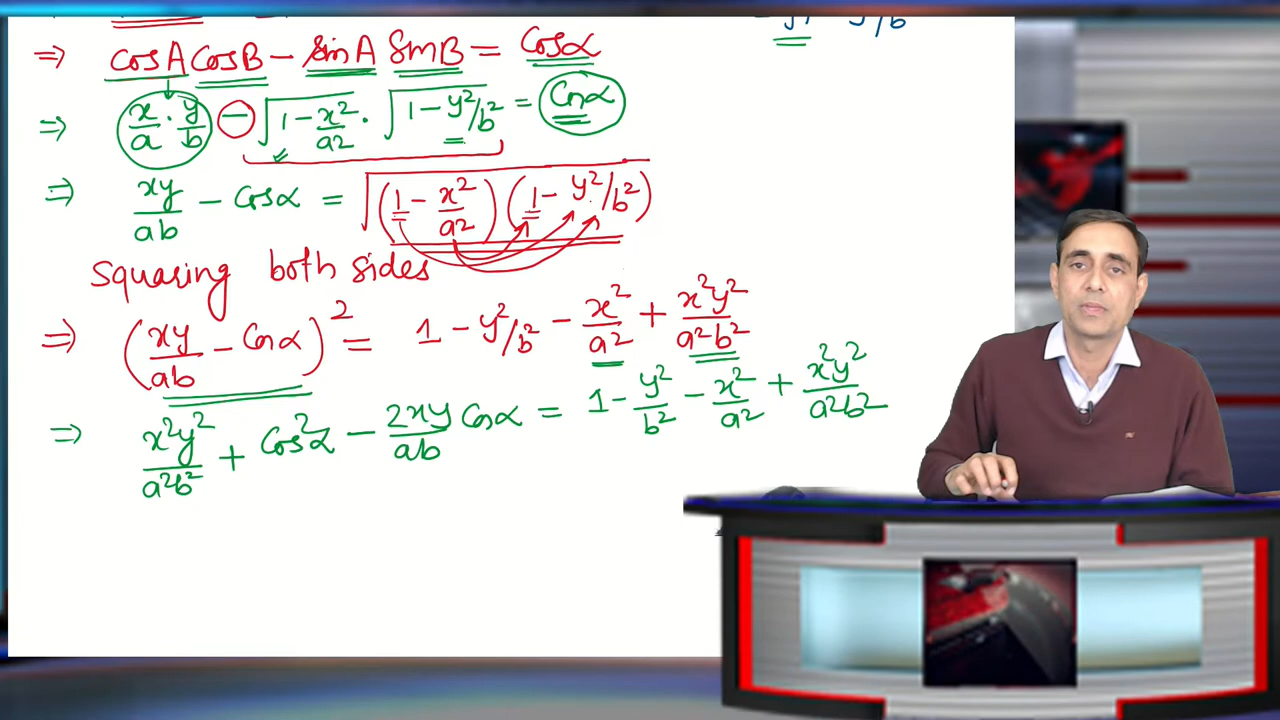 ⇒ cosA cosB − sinA sinB = cosα
⇒ x/a · y/b − √(1 − x²/a²) · √(1 − y²/b²) = cosα
⇒ xy/ab − cosα = √((1 − x²/a²)(1 − y²/b²))
Squaring both sides
⇒ (xy/ab − cosα)² = 1 − y²/b² − x²/a² + x²y²/a²b²
⇒ x²y²/a²b² + cos²α − 2xy/ab cosα = 1 − y²/b² − x²/a² + x²y²/a²b²